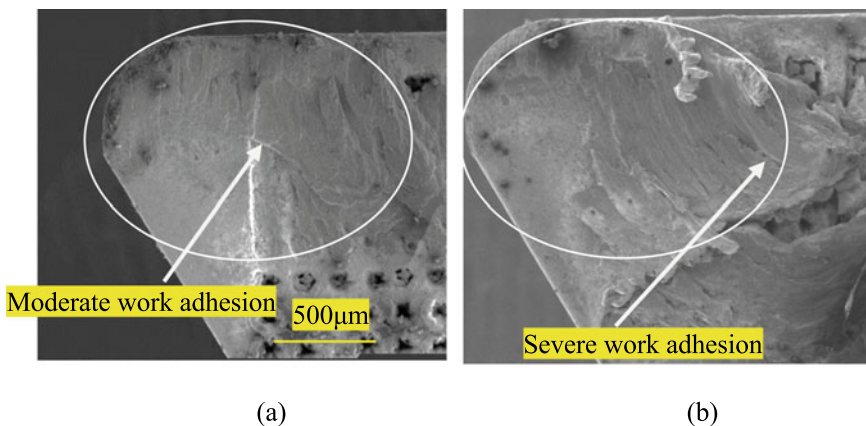 Moderate work adhesion
500μm
Severe work adhesion
(a)
(b)